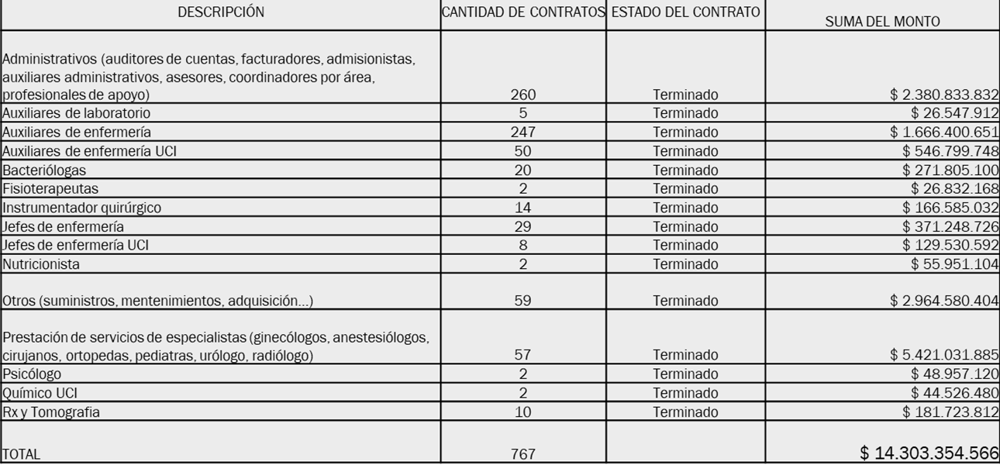 DESCRIPCIÓN CANTIDAD DE CONTRATOS ESTADO DEL CONTRATO SUMA DEL MONTO
Administrativos (auditores de cuentas, facturadores, admisionistas,
auxiliares administrativos, asesores, coordinadores por área,
profesionales de apoyo) 260 Terminado $ 2.380.833.832
Auxiliares de laboratorio 5 Terminado $ 26.547.912
Auxiliares de enfermería 247 Terminado $ 1.666.400.651
Auxiliares de enfermería UCI 50 Terminado $ 546.799.748
Bacteriólogas 20 Terminado $ 271.805.100
Fisioterapeutas 2 Terminado $ 26.832.168
Instrumentador quirúrgico 14 Terminado $ 166.585.032
Jefes de enfermería 29 Terminado $ 371.248.726
Jefes de enfermería UCI 8 Terminado $ 129.530.592
Nutricionista 2 Terminado $ 55.951.104
Otros (suministros, mentenimientos, adquisición...) 59 Terminado $ 2.964.580.404
Prestación de servicios de especialistas (ginecólogos, anestesiólogos,
cirujanos, ortopedas, pediatras, urólogo, radiólogo) 57 Terminado $ 5.421.031.885
Psicólogo 2 Terminado $ 48.957.120
Químico UCI 2 Terminado $ 44.526.480
Rx y Tomografia 10 Terminado $ 181.723.812
TOTAL 767 $ 14.303.354.566